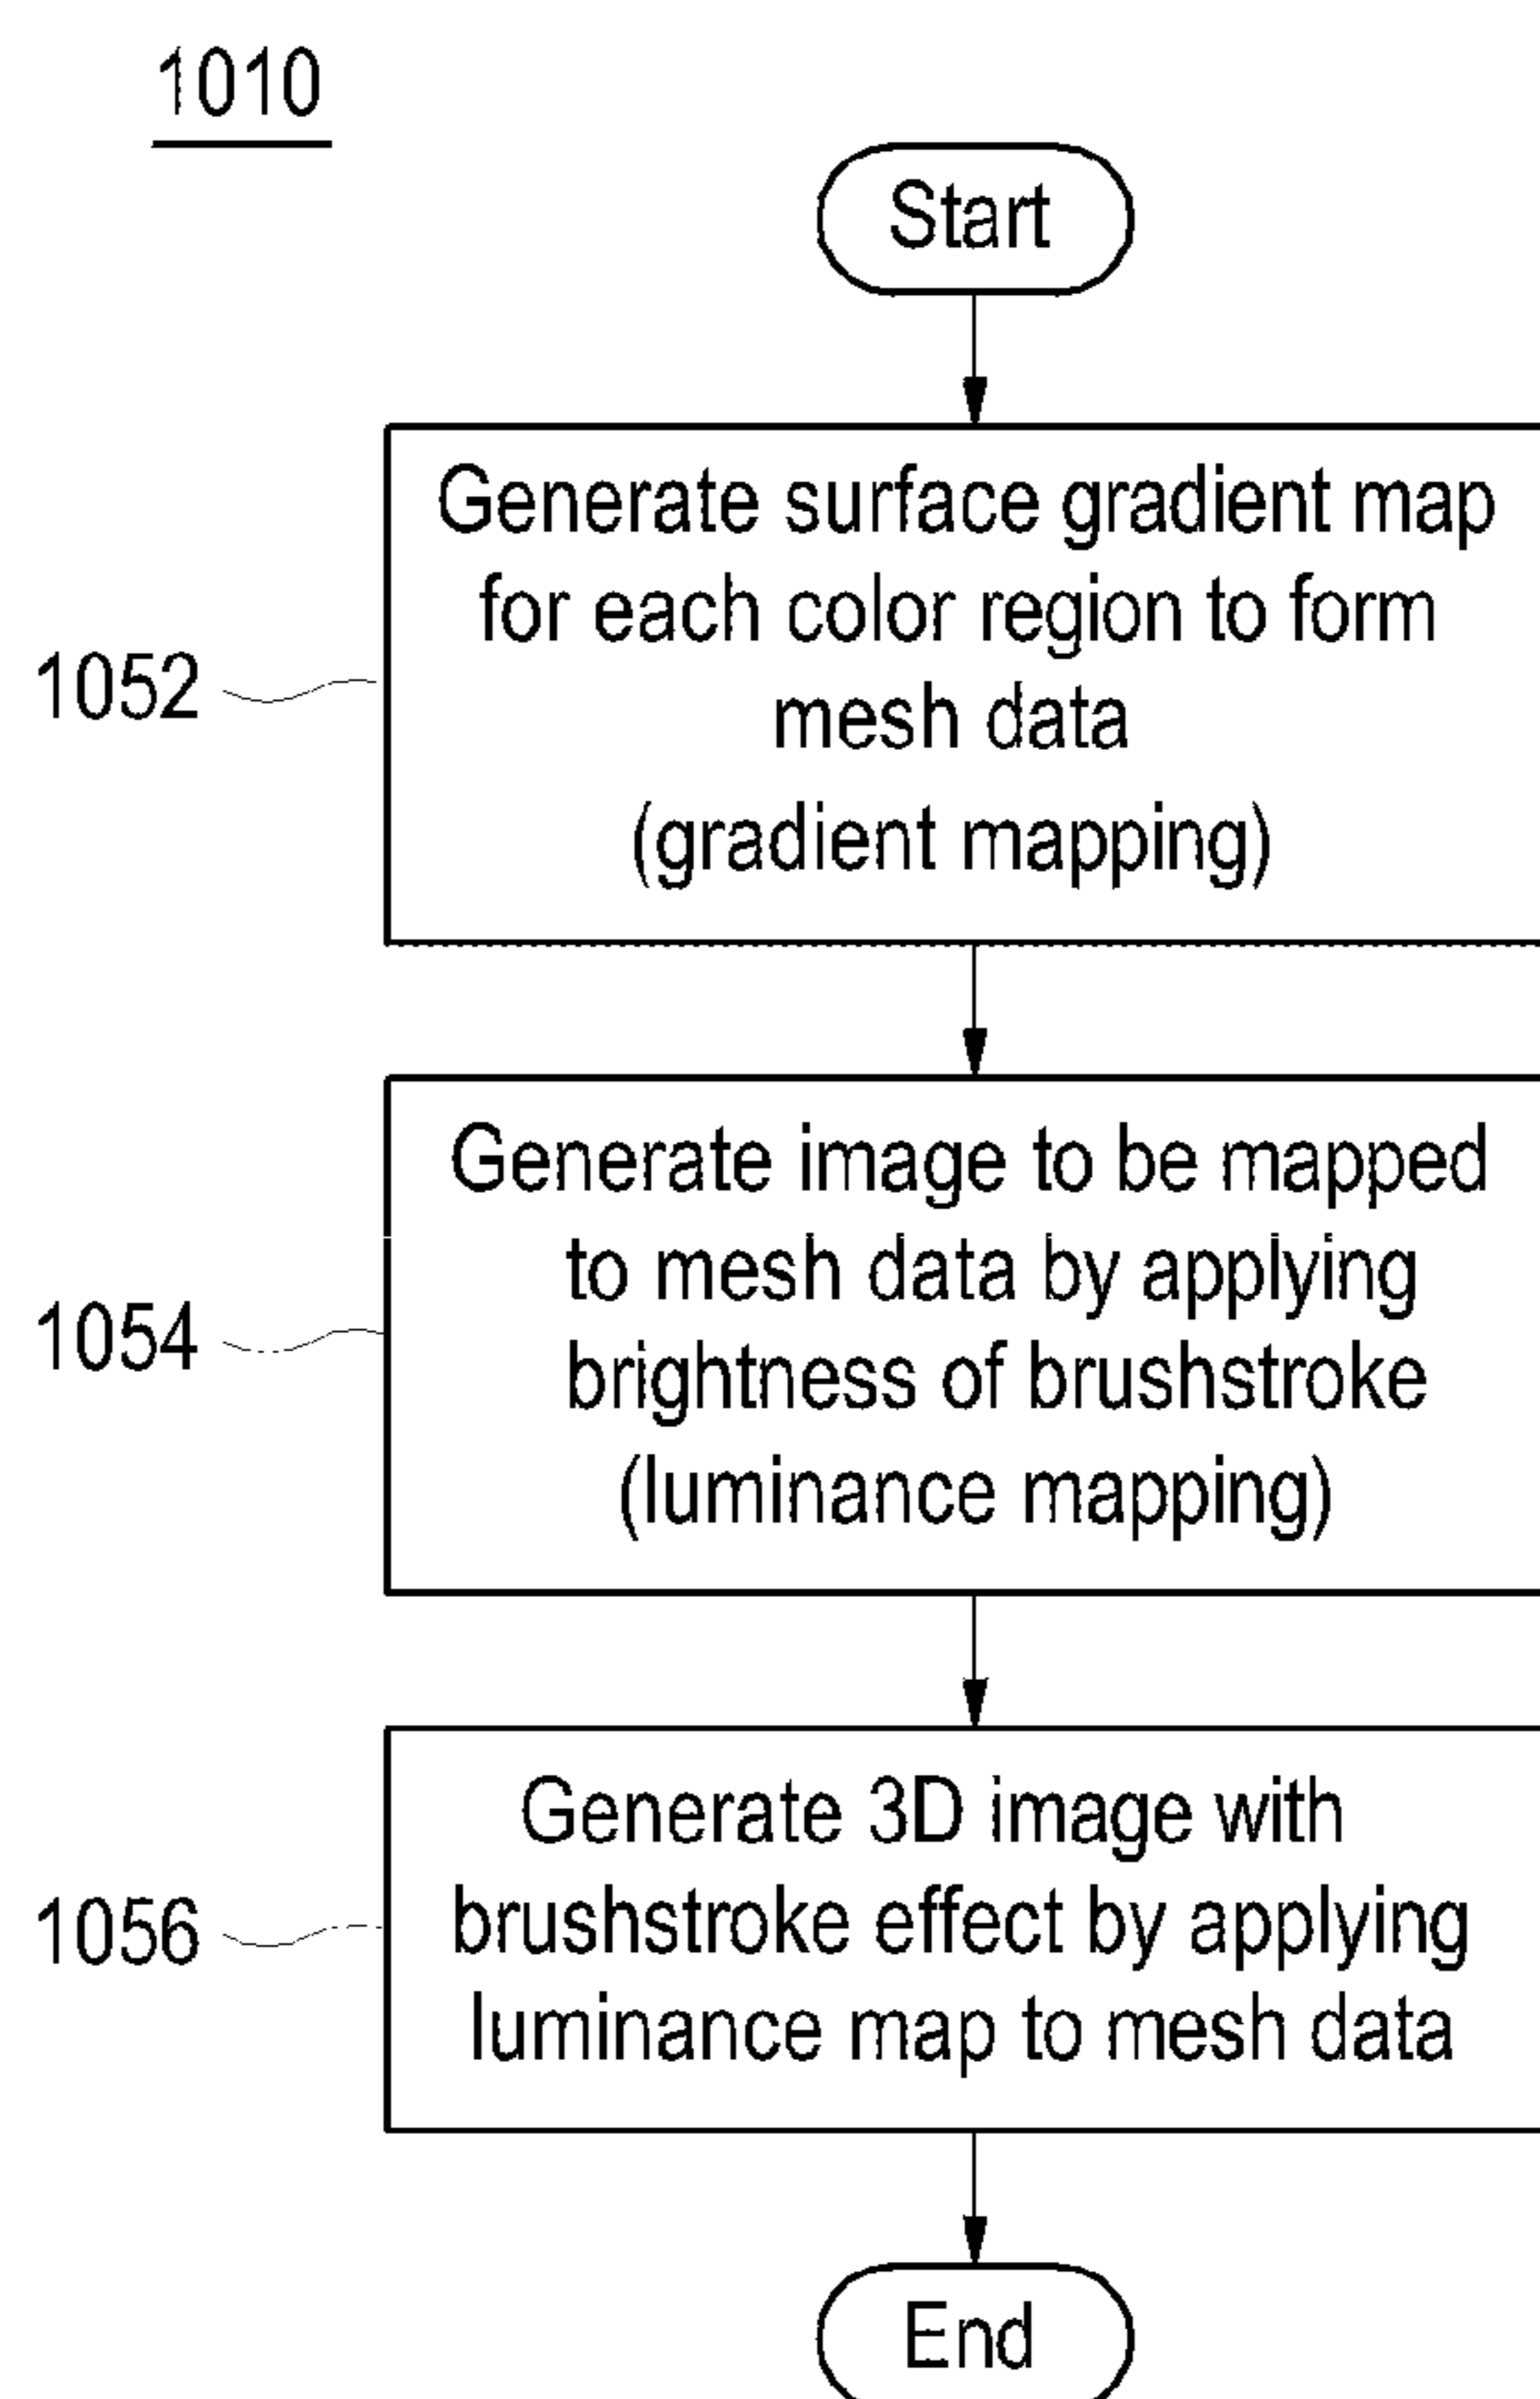 1010
Start
Generate surface gradient map
for each color region to form
mesh data
(gradient mapping)
1052
Generate image to be mapped
to mesh data by applying
brightness of brushstroke
(luminance mapping)
1054
Generate 3D image with
brushstroke effect by applying
luminance map to mesh data
1056
End